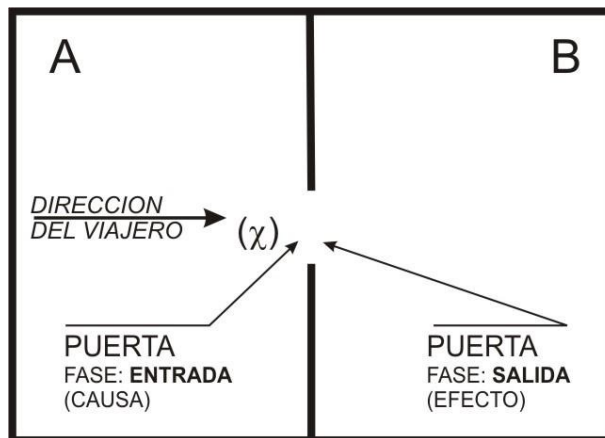 A
B
DIRECCION
DEL VIAJERO
(χ)
PUERTA
FASE: ENTRADA
(CAUSA)
PUERTA
FASE: SALIDA
(EFECTO)